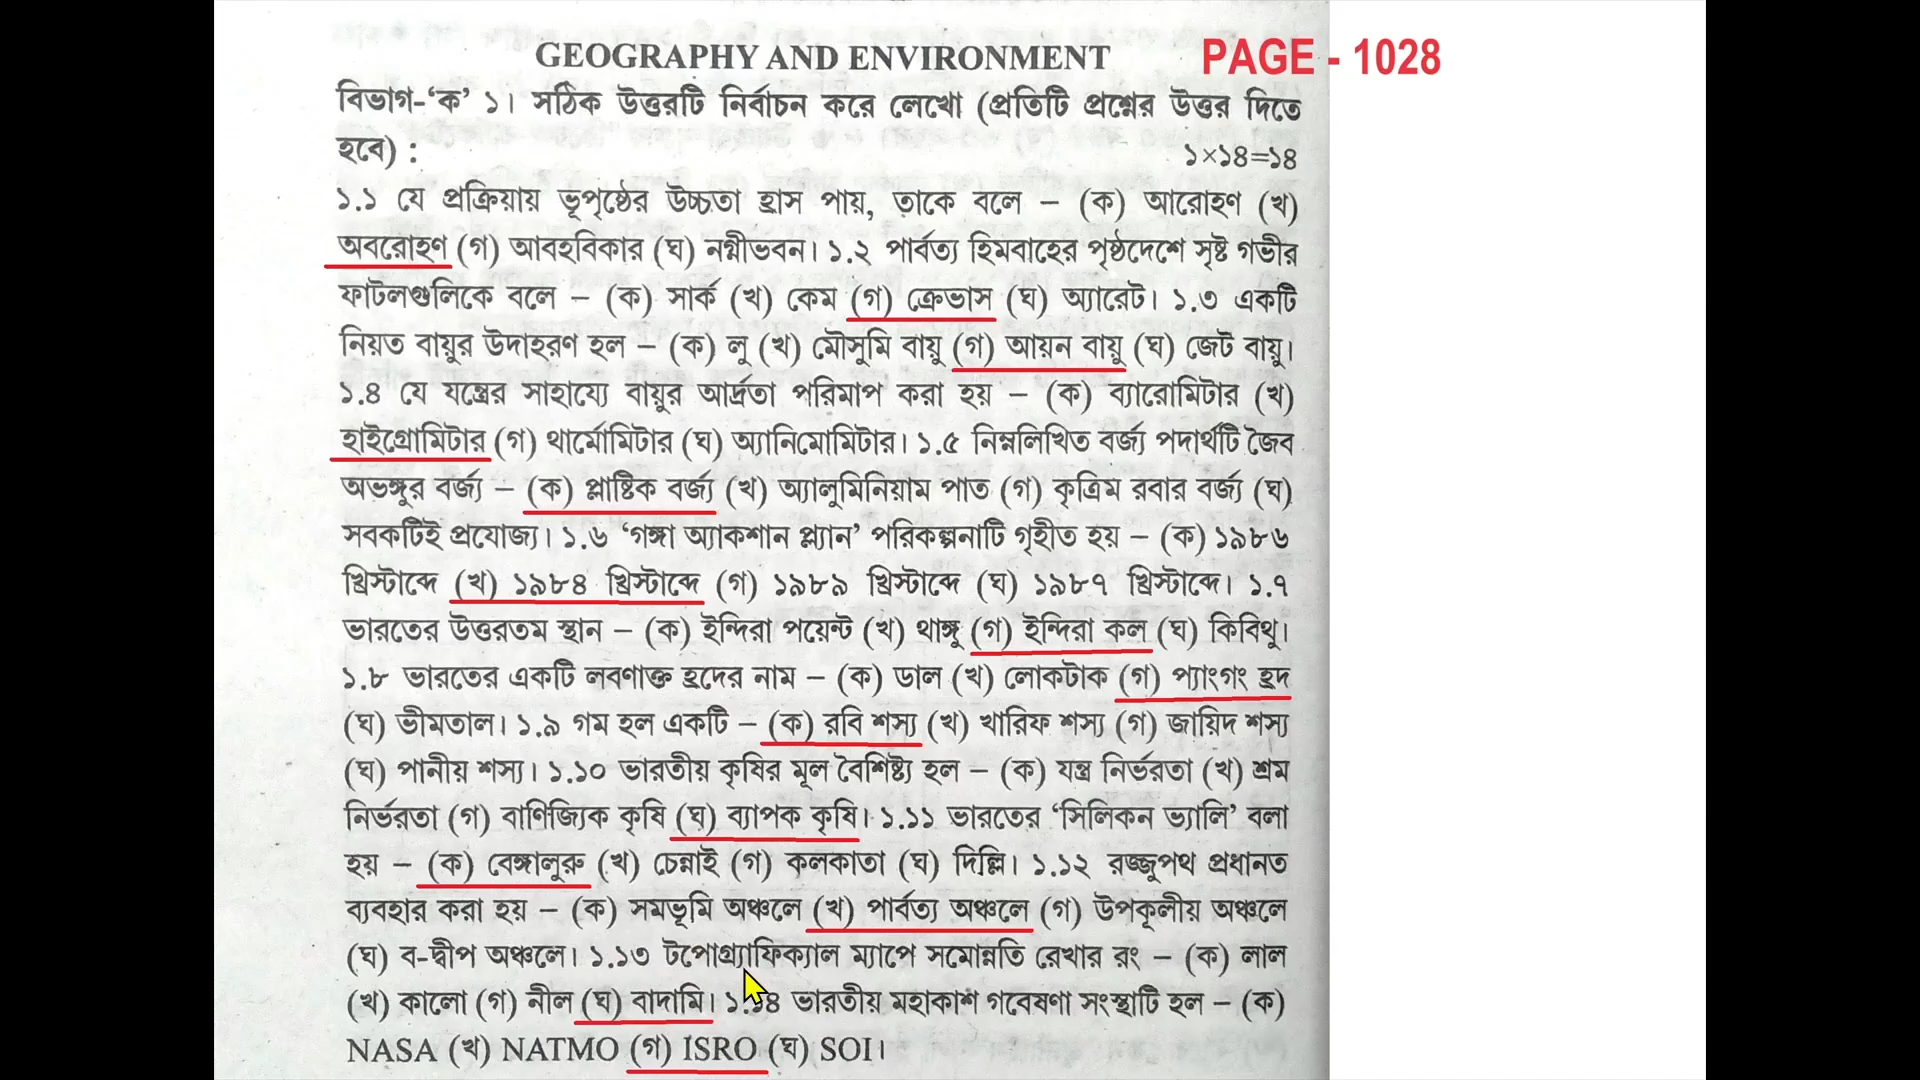 GEOGRAPHY AND ENVIRONMENT
PAGE - 1028
বিভাগ-‘ক’ ১। সঠিক উত্তরটি নির্বাচন করে লেখো (প্রতিটি প্রশ্নের উত্তর দিতে
হবে) : ১×১৪=১৪
১.১ যে প্রক্রিয়ায় ভূপৃষ্ঠের উচ্চতা হ্রাস পায়, তাকে বলে – (ক) আরোহণ (খ)
অবরোহণ (গ) আবহবিকার (ঘ) নগ্নীভবন। ১.২ পার্বত্য হিমবাহের পৃষ্ঠদেশে সৃষ্ট গভীর
ফাটলগুলিকে বলে – (ক) সার্ক (খ) কেম (গ) ক্রেভাস (ঘ) অ্যারেট। ১.৩ একটি
নিয়ত বায়ুর উদাহরণ হল – (ক) লু (খ) মৌসুমি বায়ু (গ) আয়ন বায়ু (ঘ) জেট বায়ু।
১.৪ যে যন্ত্রের সাহায্যে বায়ুর আর্দ্রতা পরিমাপ করা হয় – (ক) ব্যারোমিটার (খ)
হাইগ্রোমিটার (গ) থার্মোমিটার (ঘ) অ্যানিমোমিটার। ১.৫ নিম্নলিখিত বর্জ্য পদার্থটি জৈব
অভঙ্গুর বর্জ্য – (ক) প্লাষ্টিক বর্জ্য (খ) অ্যালুমিনিয়াম পাত (গ) কৃত্রিম রবার বর্জ্য (ঘ)
সবকটিই প্রযোজ্য। ১.৬ ‘গঙ্গা অ্যাকশান প্ল্যান’ পরিকল্পনাটি গৃহীত হয় – (ক) ১৯৮৬
খ্রিস্টাব্দে (খ) ১৯৮৪ খ্রিস্টাব্দে (গ) ১৯৮৯ খ্রিস্টাব্দে (ঘ) ১৯৮৭ খ্রিস্টাব্দে। ১.৭
ভারতের উত্তরতম স্থান – (ক) ইন্দিরা পয়েন্ট (খ) থাঙ্গু (গ) ইন্দিরা কল (ঘ) কিবিথু।
১.৮ ভারতের একটি লবণাক্ত হ্রদের নাম – (ক) ডাল (খ) লোকটাক (গ) প্যাংগং হ্রদ
(ঘ) ভীমতাল। ১.৯ গম হল একটি – (ক) রবি শস্য (খ) খারিফ শস্য (গ) জায়িদ শস্য
(ঘ) পানীয় শস্য। ১.১০ ভারতীয় কৃষির মূল বৈশিষ্ট্য হল – (ক) যন্ত্র নির্ভরতা (খ) শ্রম
নির্ভরতা (গ) বাণিজ্যিক কৃষি (ঘ) ব্যাপক কৃষি। ১.১১ ভারতের ‘সিলিকন ভ্যালি’ বলা
হয় – (ক) বেঙ্গালুরু (খ) চেন্নাই (গ) কলকাতা (ঘ) দিল্লি। ১.১২ রজ্জুপথ প্রধানত
ব্যবহার করা হয় – (ক) সমভূমি অঞ্চলে (খ) পার্বত্য অঞ্চলে (গ) উপকূলীয় অঞ্চলে
(ঘ) ব-দ্বীপ অঞ্চলে। ১.১৩ টপোগ্র্যাফিক্যাল ম্যাপে সমোন্নতি রেখার রং – (ক) লাল
(খ) কালো (গ) নীল (ঘ) বাদামি। ১.১৪ ভারতীয় মহাকাশ গবেষণা সংস্থাটি হল – (ক)
NASA (খ) NATMO (গ) ISRO (ঘ) SOI।